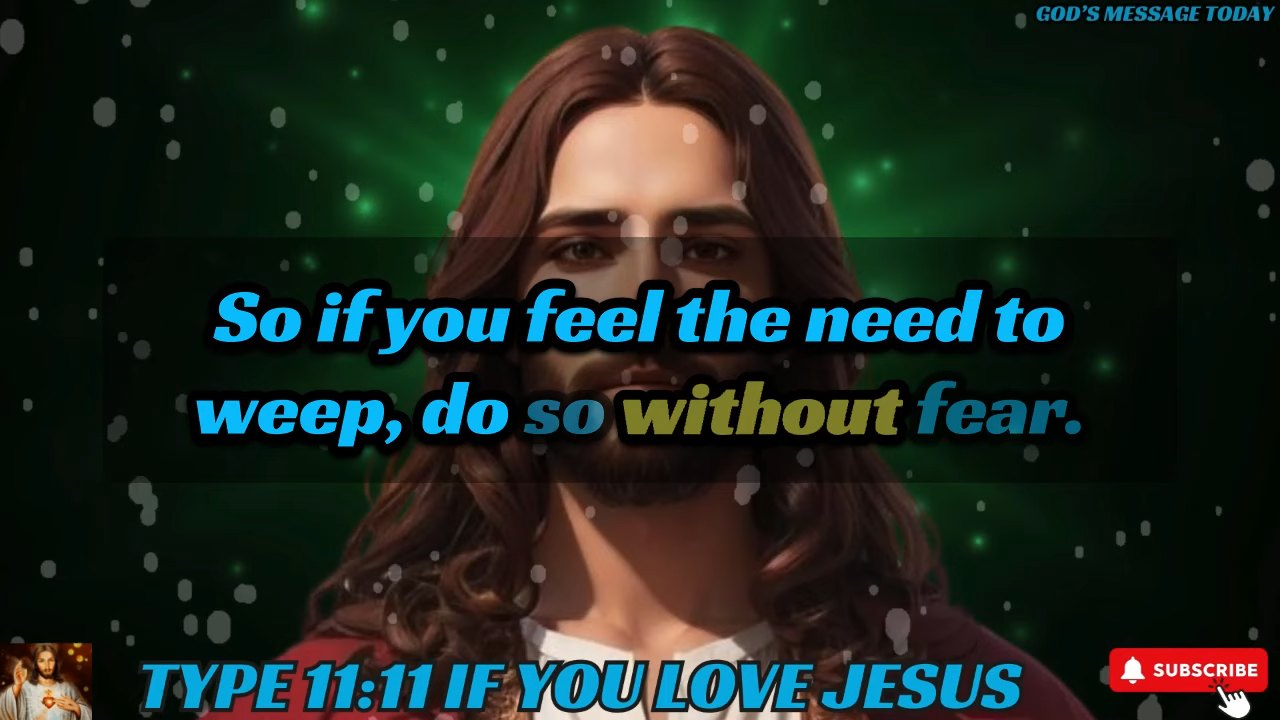 GOD'S MESSAGE TODAY
So if you feel the need to
weep, do so without fear.
TYPE 11:11 IF YOU LOVE JESUS
SUBSCRIBE